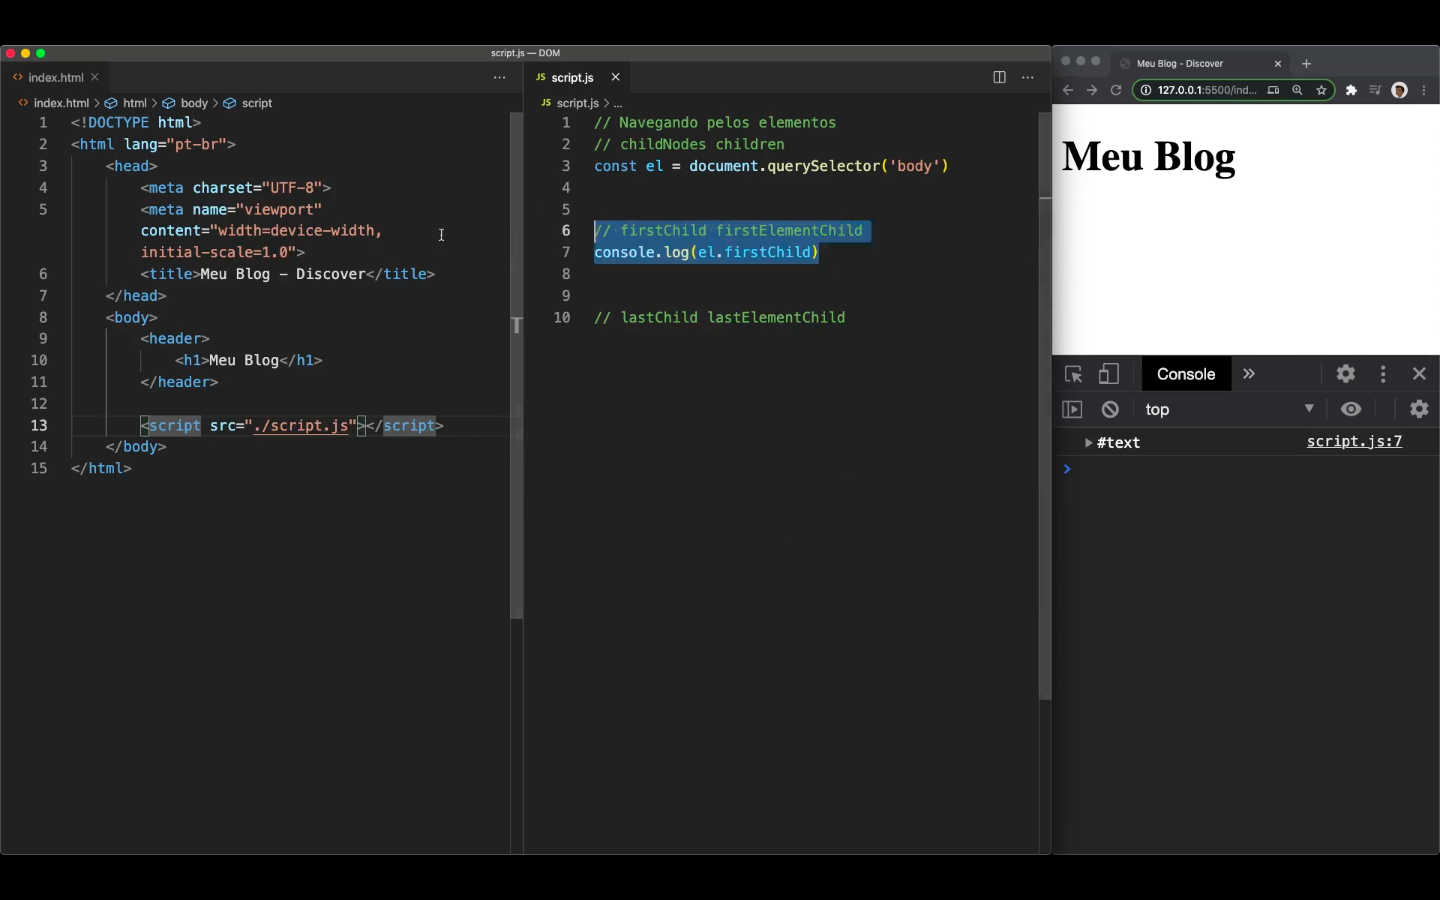 script.js — DOM
index.html
index.html > html > body > script
1 <!DOCTYPE html>
2 <html lang="pt-br">
3 <head>
4 <meta charset="UTF-8">
5 <meta name="viewport"
content="width=device-width,
initial-scale=1.0">
6 <title>Meu Blog - Discover</title>
7 </head>
8 <body>
9 <header>
10 <h1>Meu Blog</h1>
11 </header>
12
13 <script src="./script.js"></script>
14 </body>
15 </html>
JS script.js
JS script.js > ...
1 // Navegando pelos elementos
2 // childNodes children
3 const el = document.querySelector('body')
4
5
6 // firstChild firstElementChild
7 console.log(el.firstChild)
8
9
10 // lastChild lastElementChild
Meu Blog - Discover
127.0.0.1:5500/ind...
Meu Blog
Console
top
#text script.js:7